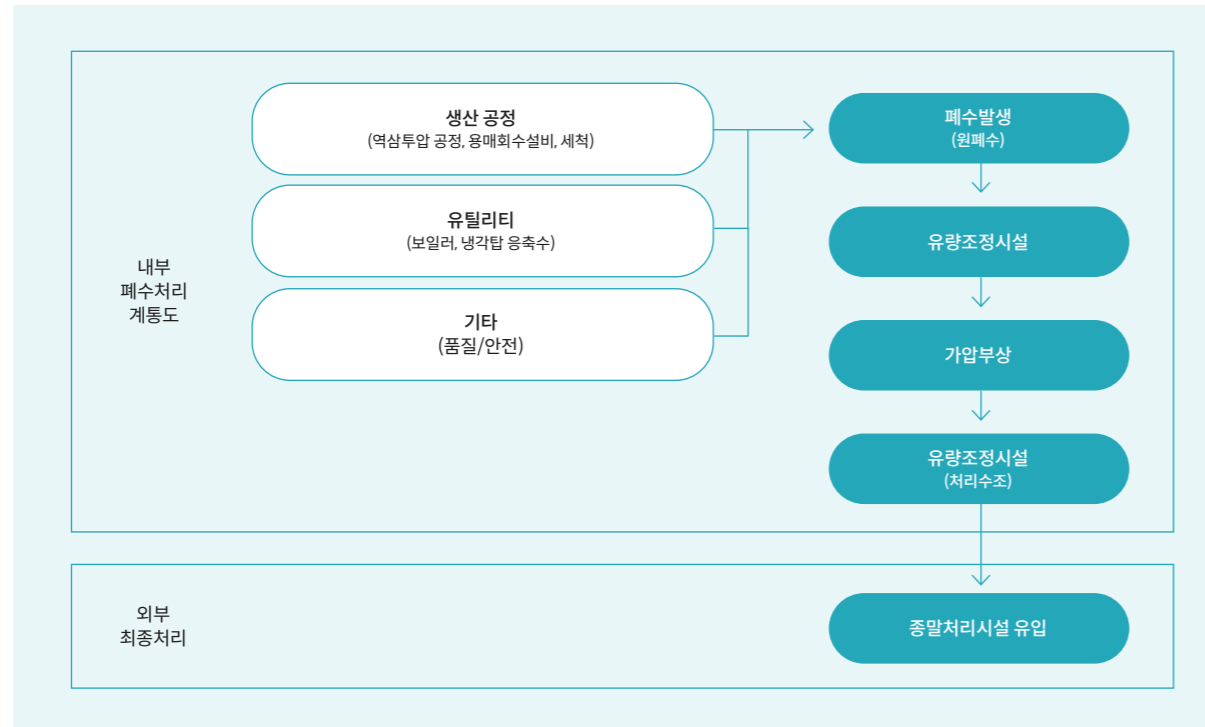 내부
폐수처리
계통도
생산 공정
(역삼투압 공정, 용매회수설비, 세척)
유틸리티
(보일러, 냉각탑 응축수)
기타
(품질/안전)
폐수발생
(원폐수)
유량조정시설
가압부상
유량조정시설
(처리수조)
외부
최종처리
종말처리시설 유입